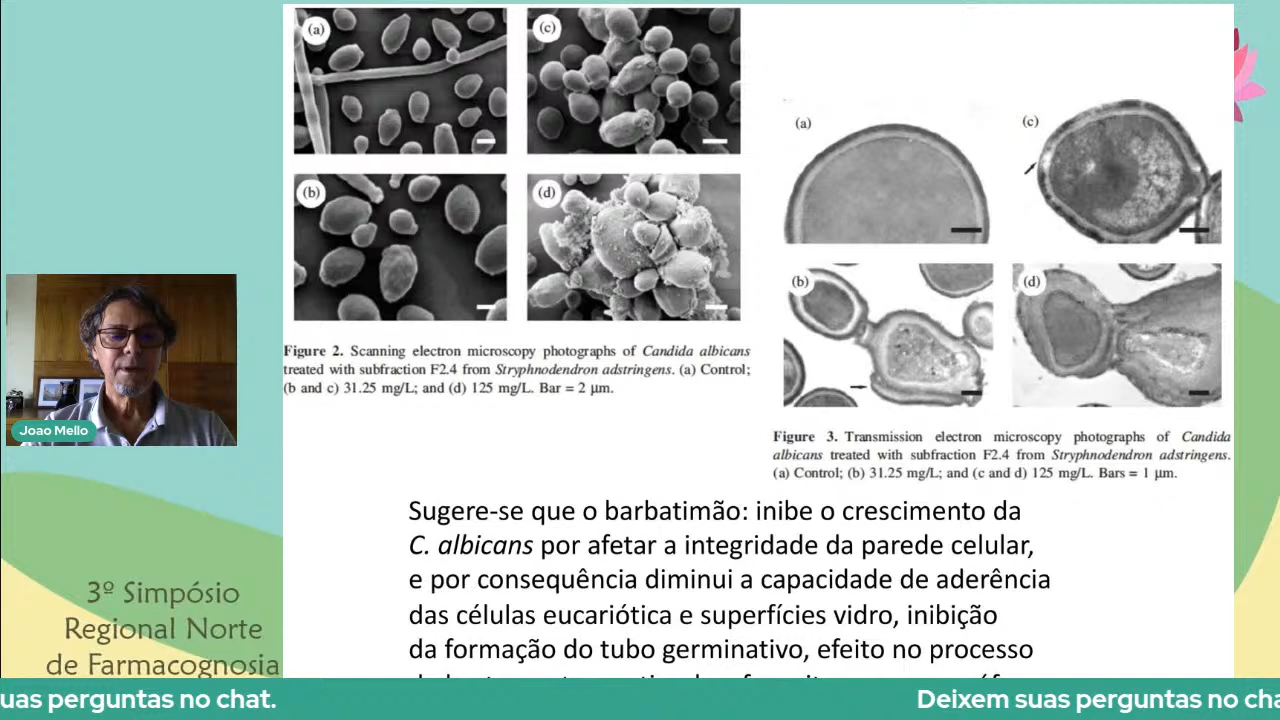 (a)
(c)
(b)
(d)
Figure 2. Scanning electron microscopy photographs of Candida albicans
treated with subfraction F2.4 from Stryphnodendron adstringens. (a) Control;
(b and c) 31.25 mg/L; and (d) 125 mg/L. Bar = 2 μm.
(a)
(c)
(b)
(d)
Figure 3. Transmission electron microscopy photographs of Candida
albicans treated with subfraction F2.4 from Stryphnodendron adstringens.
(a) Control; (b) 31.25 mg/L; and (c and d) 125 mg/L. Bars = 1 μm.
Joao Mello
Sugere-se que o barbatimão: inibe o crescimento da
C. albicans por afetar a integridade da parede celular,
e por consequência diminui a capacidade de aderência
das células eucariótica e superfícies vidro, inibição
da formação do tubo germinativo, efeito no processo
3º Simpósio
Regional Norte
de Farmacognosia
uas perguntas no chat.
Deixem suas perguntas no cha